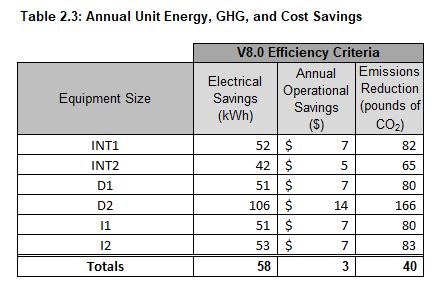 Table 2.3: Annual Unit Energy, GHG, and Cost Savings
V8.0 Efficiency Criteria
Equipment Size
Electrical
Savings
(kWh)
Annual
Operational
Savings
($)
Emissions
Reduction
(pounds of
CO₂)
INT1 52 $ 7 82
INT2 42 $ 5 65
D1 51 $ 7 80
D2 106 $ 14 166
I1 51 $ 7 80
I2 53 $ 7 83
Totals 58 3 40